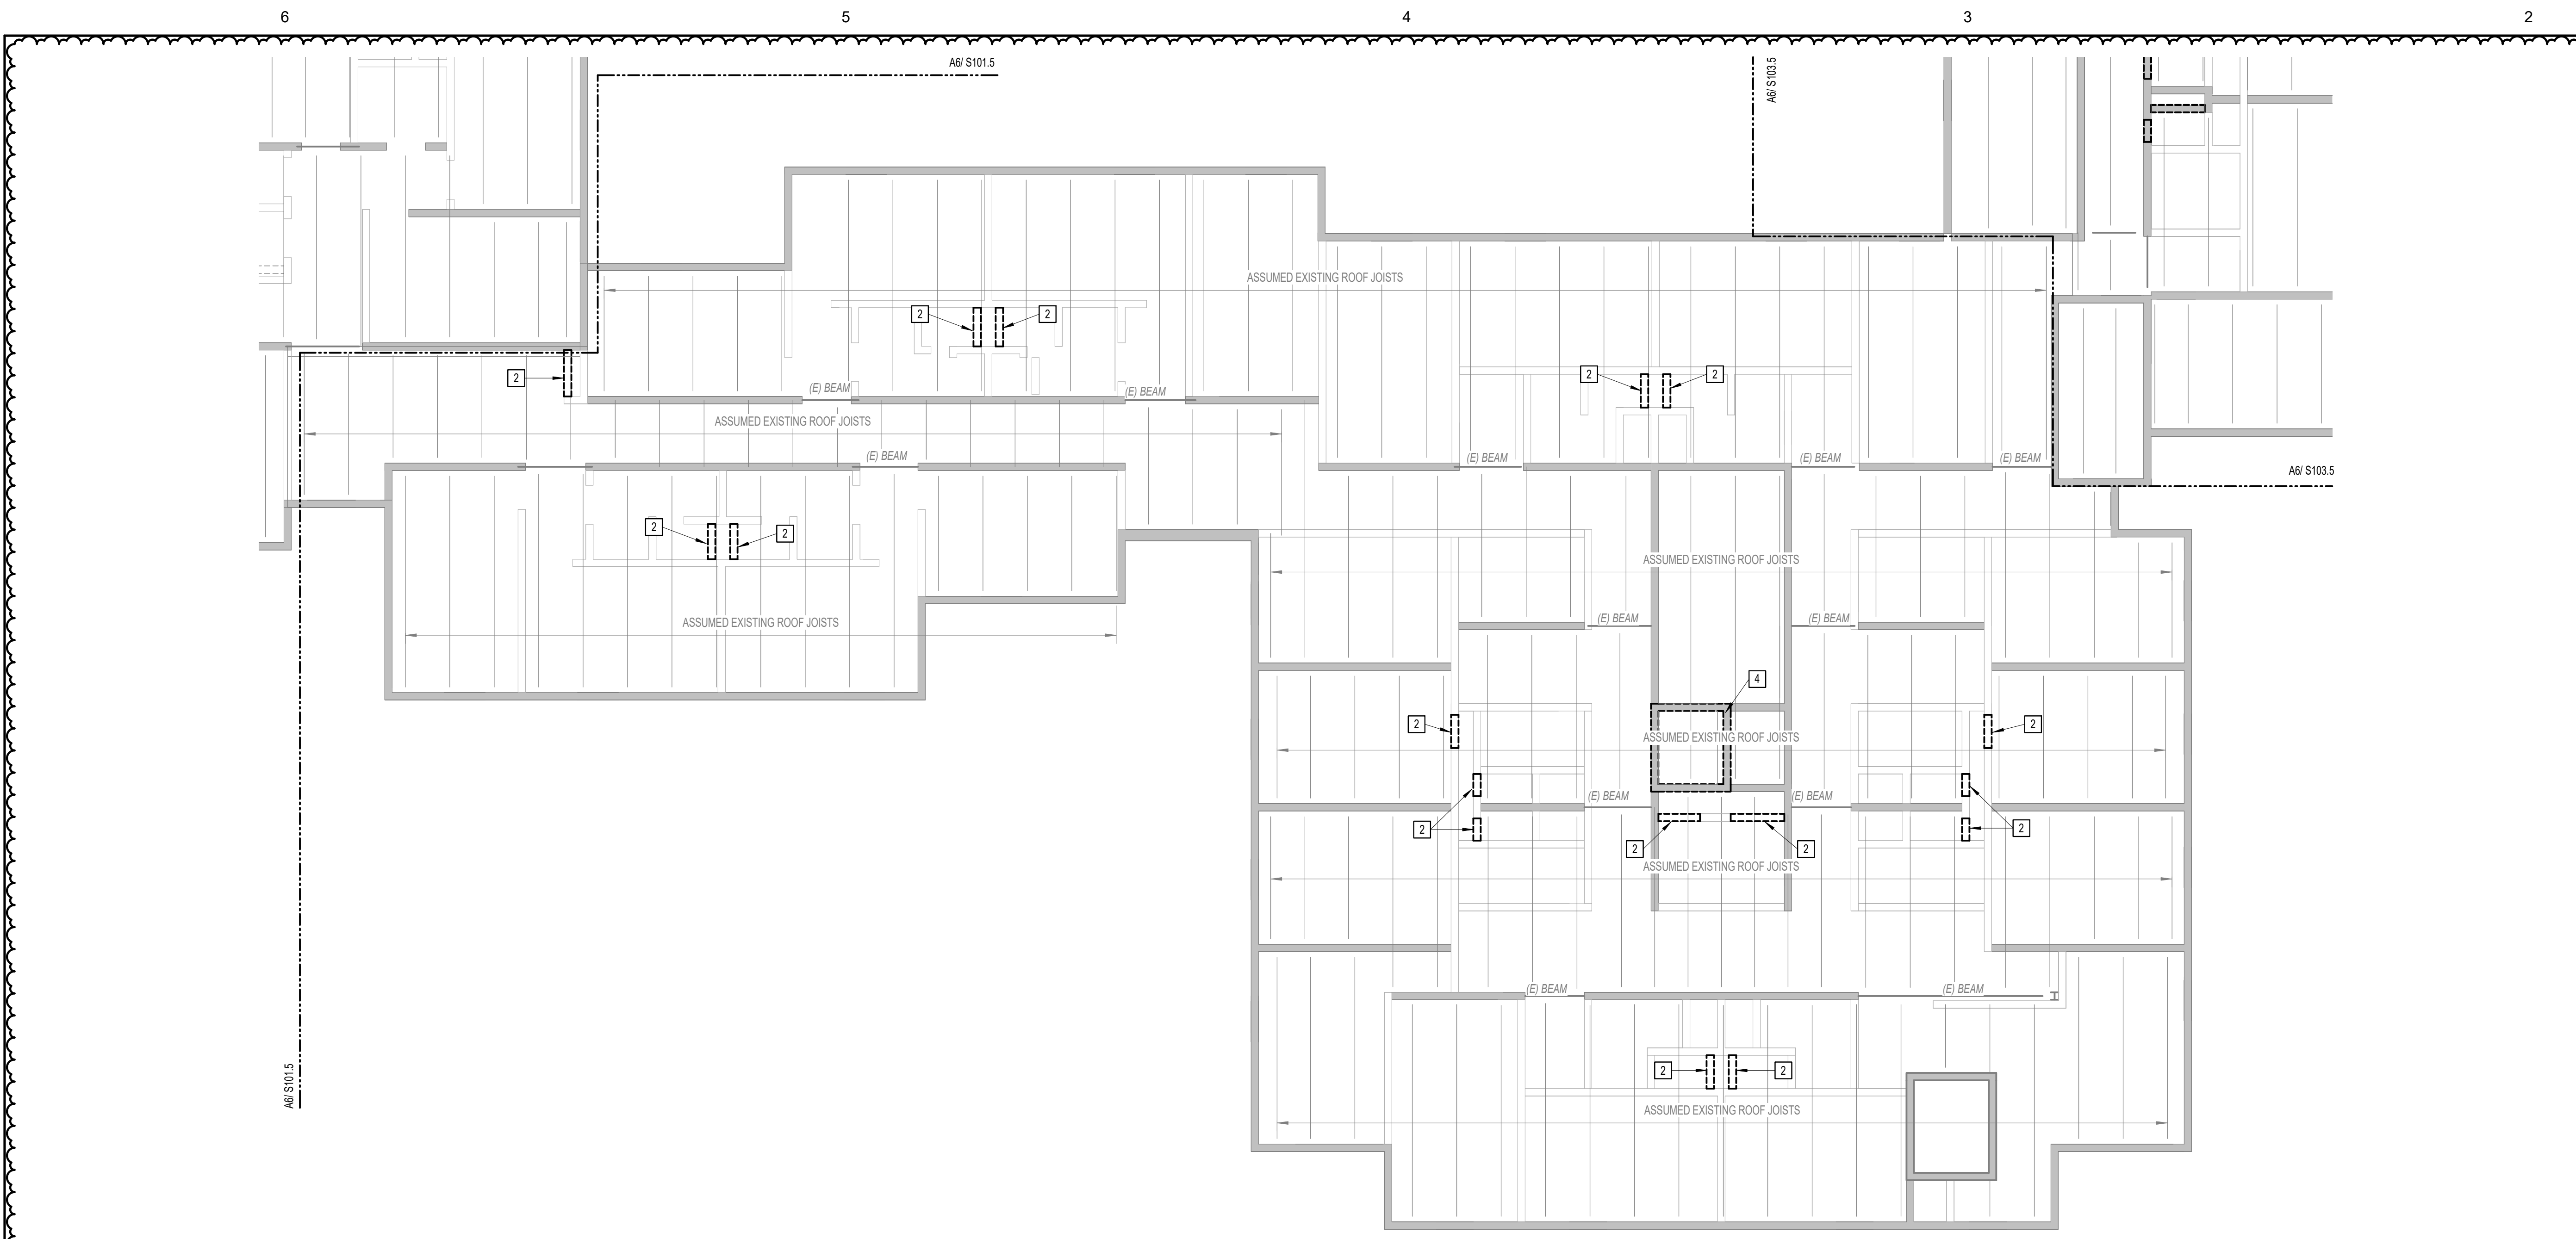 6 5 4 3 2
A6/ S101.5
A6/ S103.5
ASSUMED EXISTING ROOF JOISTS
2 2
2 2
2
(E) BEAM
(E) BEAM
ASSUMED EXISTING ROOF JOISTS
(E) BEAM
(E) BEAM
(E) BEAM
(E) BEAM
A6/ S103.5
2 2
ASSUMED EXISTING ROOF JOISTS
ASSUMED EXISTING ROOF JOISTS
(E) BEAM
(E) BEAM
4
2
2
ASSUMED EXISTING ROOF JOISTS
(E) BEAM
(E) BEAM
2
2
2
2
ASSUMED EXISTING ROOF JOISTS
(E) BEAM
(E) BEAM
2
2
A6/ S101.5
ASSUMED EXISTING ROOF JOISTS